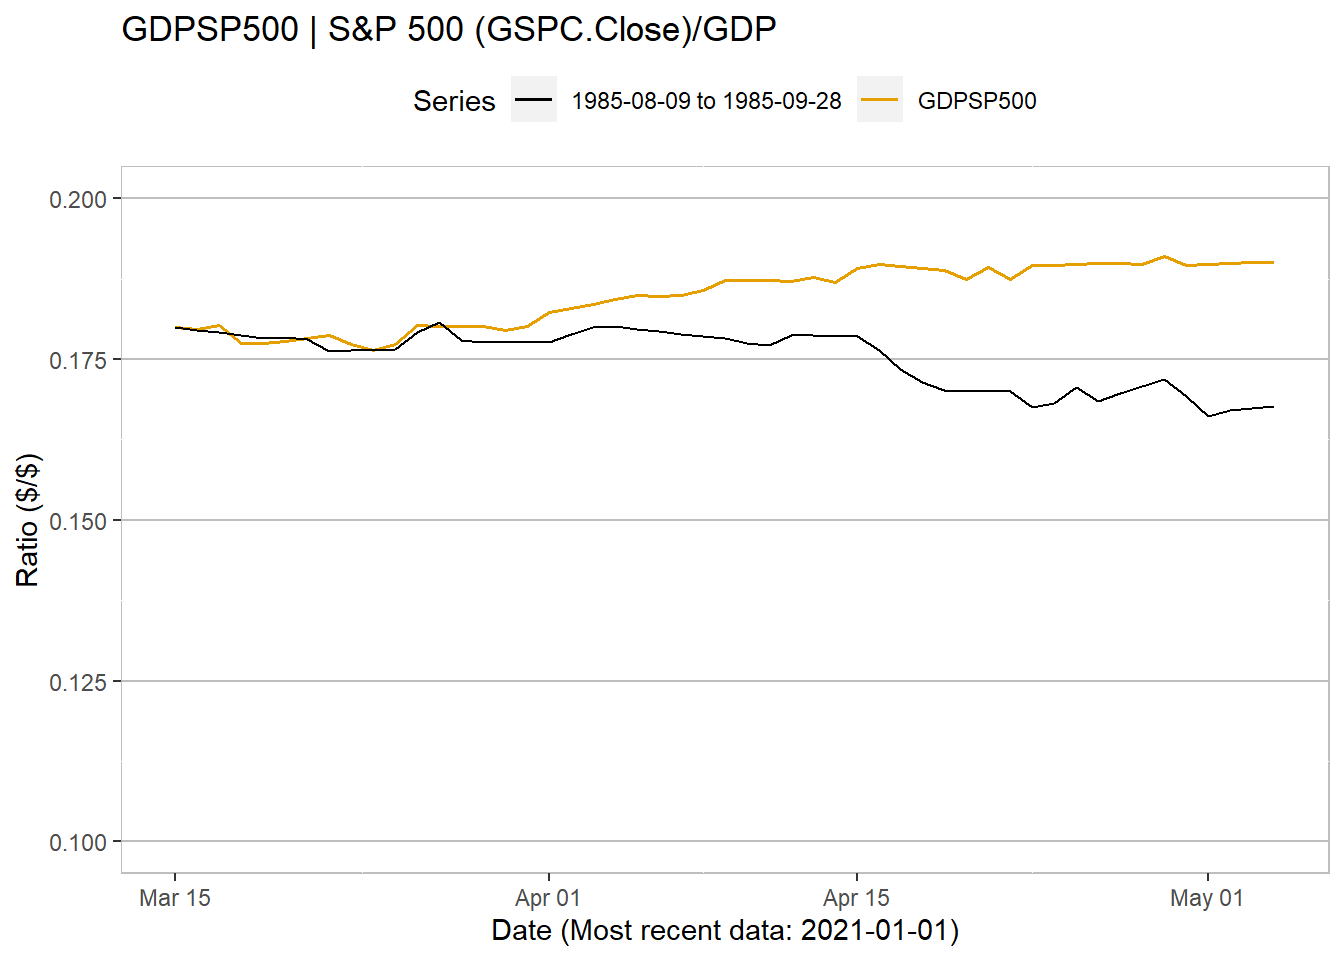 GDPSP500 | S&P 500 (GSPC.Close)/GDP
Series 1985-08-09 to 1985-09-28 GDPSP500
Ratio ($/$)
0.200
0.175
0.150
0.125
0.100
Mar 15 Apr 01 Apr 15 May 01
Date (Most recent data: 2021-01-01)